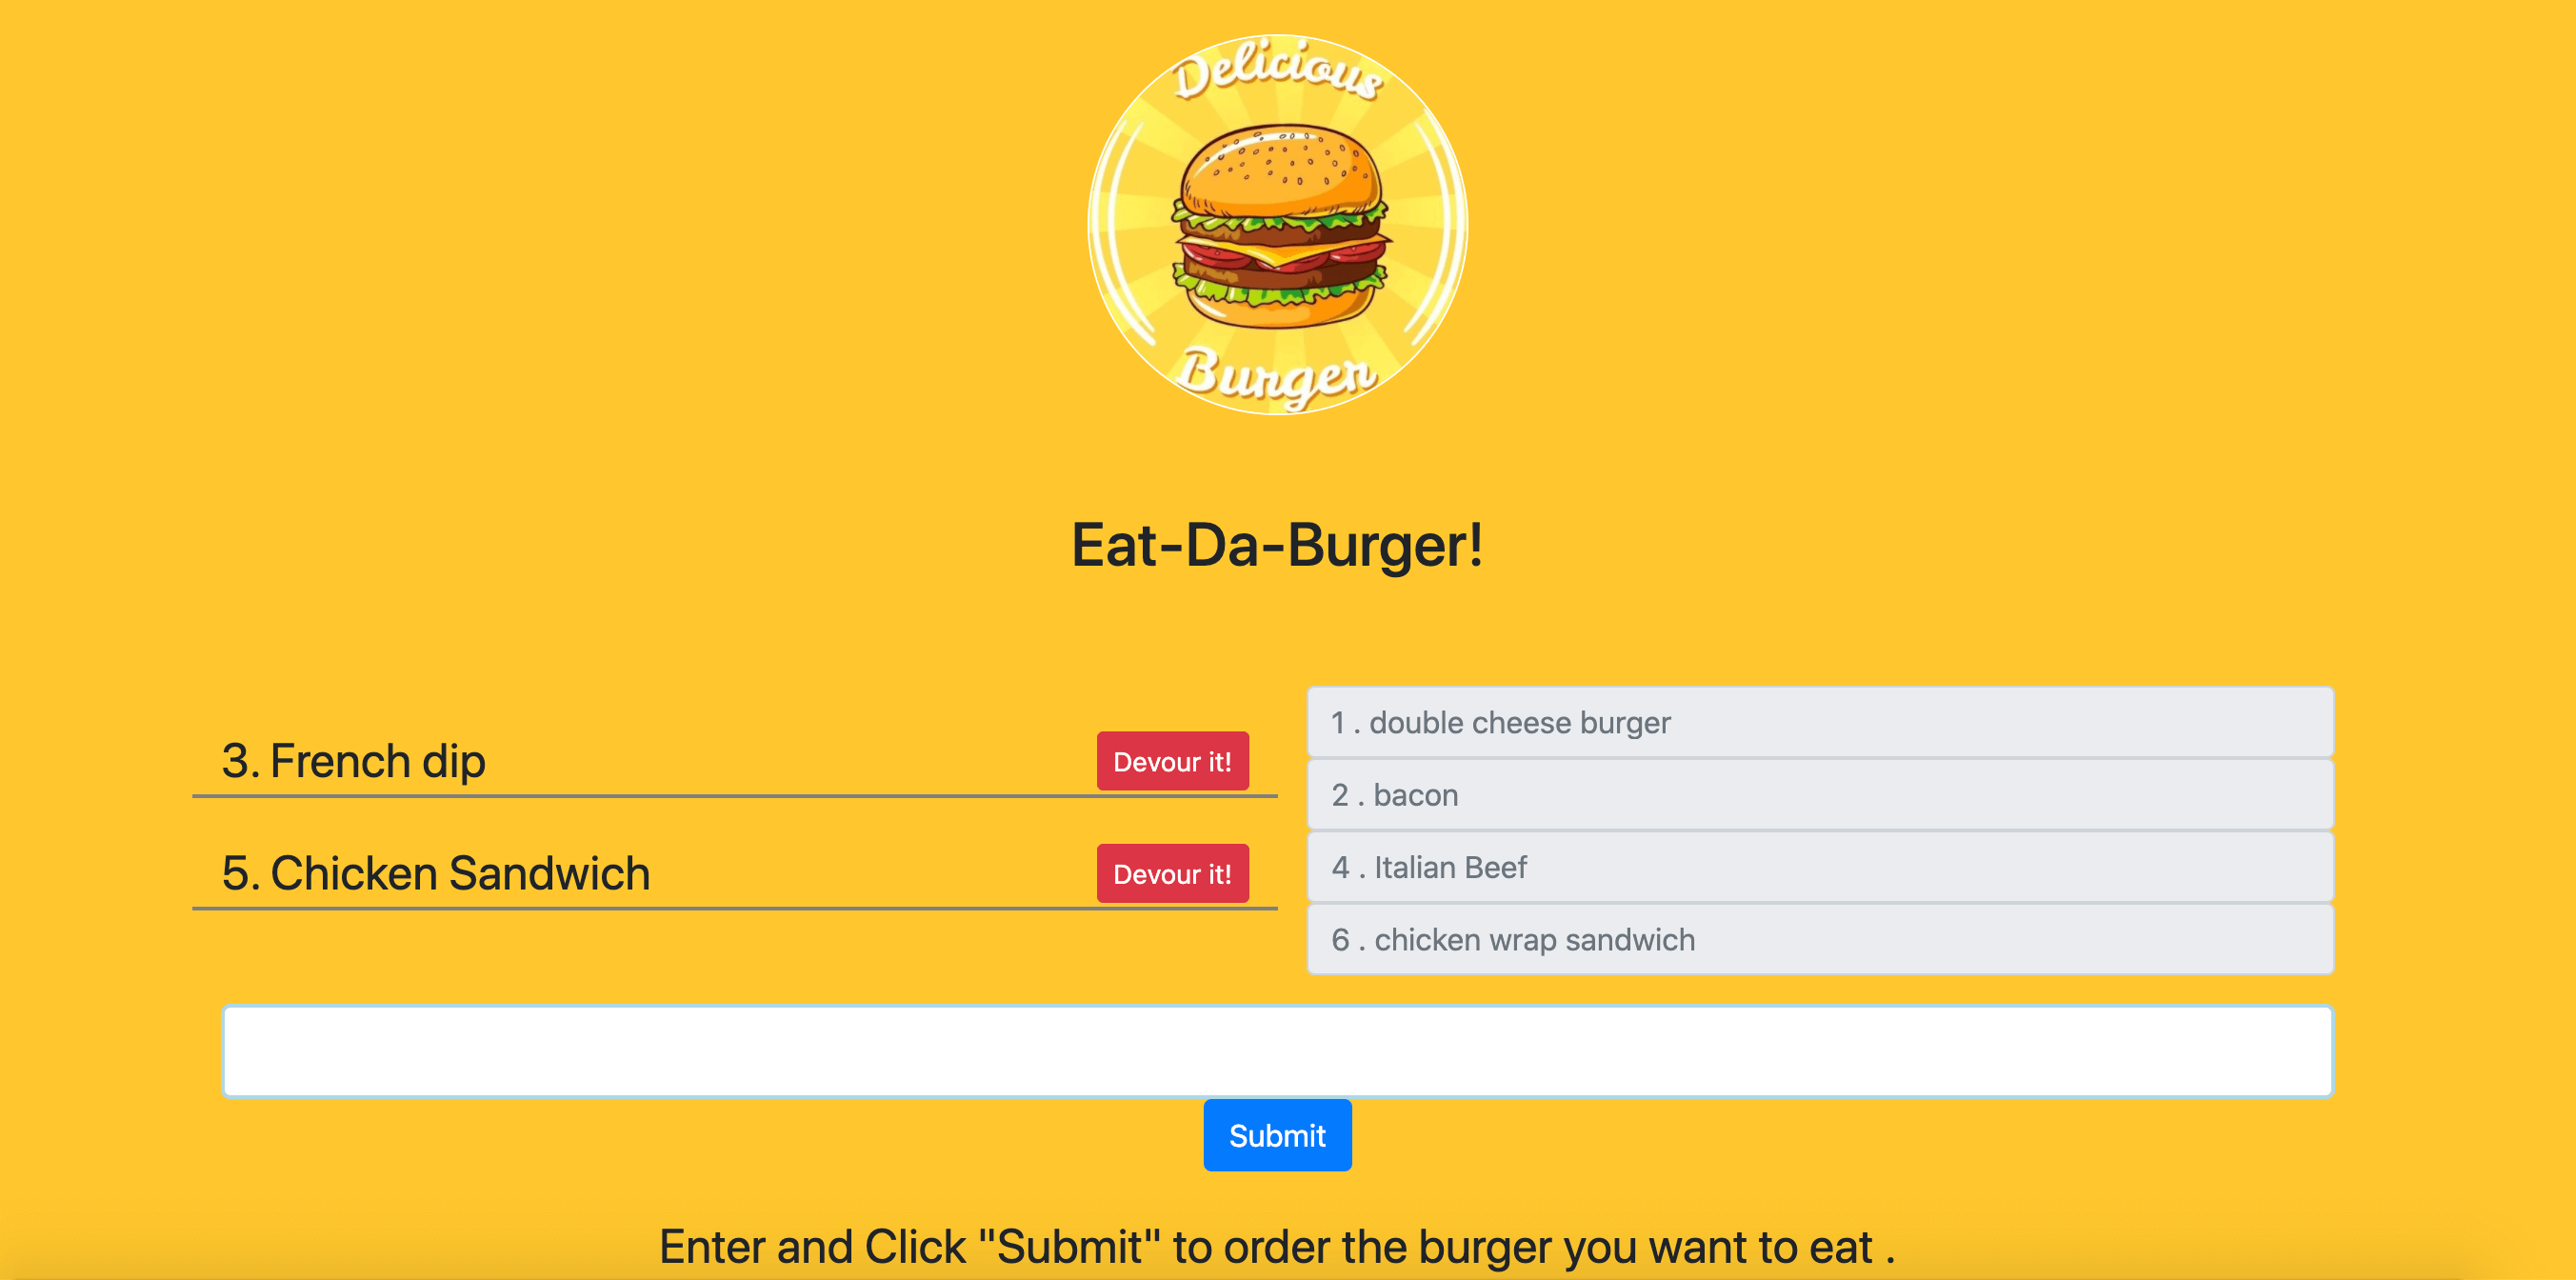 Delicious
Burger
Eat-Da-Burger!
3. French dip
Devour it!
5. Chicken Sandwich
Devour it!
1 . double cheese burger
2 . bacon
4 . Italian Beef
6 . chicken wrap sandwich
Submit
Enter and Click "Submit" to order the burger you want to eat .